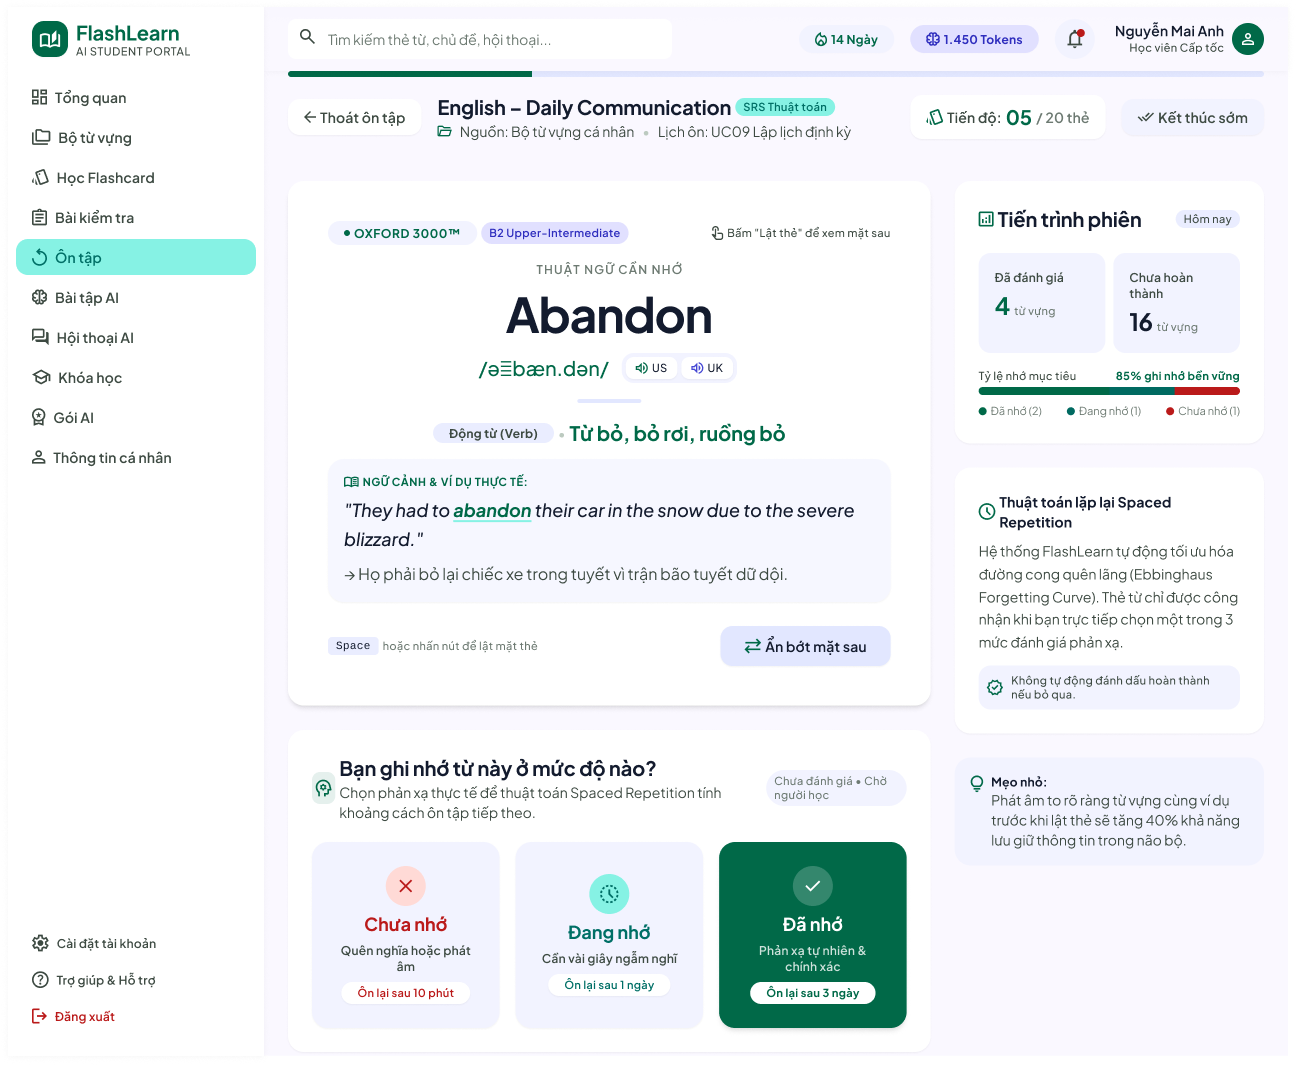 FlashLearn
AI STUDENT PORTAL
Tổng quan
Bộ từ vựng
Học Flashcard
Bài kiểm tra
Ôn tập
Bài tập AI
Hội thoại AI
Khóa học
Gói AI
Thông tin cá nhân
Cài đặt tài khoản
Trợ giúp & Hỗ trợ
Đăng xuất
Tìm kiếm thẻ từ, chủ đề, hội thoại...
14 Ngày
1.450 Tokens
Nguyễn Mai Anh
Học viên Cấp tốc
Thoát ôn tập
English – Daily Communication SRS Thuật toán
Nguồn: Bộ từ vựng cá nhân • Lịch ôn: UC09 Lập lịch định kỳ
Tiến độ: 05 / 20 thẻ
Kết thúc sớm
• OXFORD 3000™ B2 Upper-Intermediate
Bấm "Lật thẻ" để xem mặt sau
THUẬT NGỮ CẦN NHỚ
Abandon
/ə☰bæn.dən/ US UK
Động từ (Verb) • Từ bỏ, bỏ rơi, ruồng bỏ
NGỮ CẢNH & VÍ DỤ THỰC TẾ:
"They had to abandon their car in the snow due to the severe
blizzard."
→ Họ phải bỏ lại chiếc xe trong tuyết vì trận bão tuyết dữ dội.
Space hoặc nhấn nút để lật mặt thẻ
Ẩn bớt mặt sau
Bạn ghi nhớ từ này ở mức độ nào?
Chọn phản xạ thực tế để thuật toán Spaced Repetition tính
khoảng cách ôn tập tiếp theo.
Chưa đánh giá • Chờ
người học
Chưa nhớ
Quên nghĩa hoặc phát
âm
Ôn lại sau 10 phút
Đang nhớ
Cần vài giây ngẫm nghĩ
Ôn lại sau 1 ngày
Đã nhớ
Phản xạ tự nhiên &
chính xác
Ôn lại sau 3 ngày
Tiến trình phiên
Hôm nay
Đã đánh giá
4 từ vựng
Chưa hoàn
thành
16 từ vựng
Tỷ lệ nhớ mục tiêu 85% ghi nhớ bền vững
Đã nhớ (2) Đang nhớ (1) Chưa nhớ (1)
Thuật toán lặp lại Spaced
Repetition
Hệ thống FlashLearn tự động tối ưu hóa
đường cong quên lãng (Ebbinghaus
Forgetting Curve). Thẻ từ chỉ được công
nhận khi bạn trực tiếp chọn một trong 3
mức đánh giá phản xạ.
Không tự động đánh dấu hoàn thành
nếu bỏ qua.
Mẹo nhỏ:
Phát âm to rõ ràng từ vựng cùng ví dụ
trước khi lật thẻ sẽ tăng 40% khả năng
lưu giữ thông tin trong não bộ.